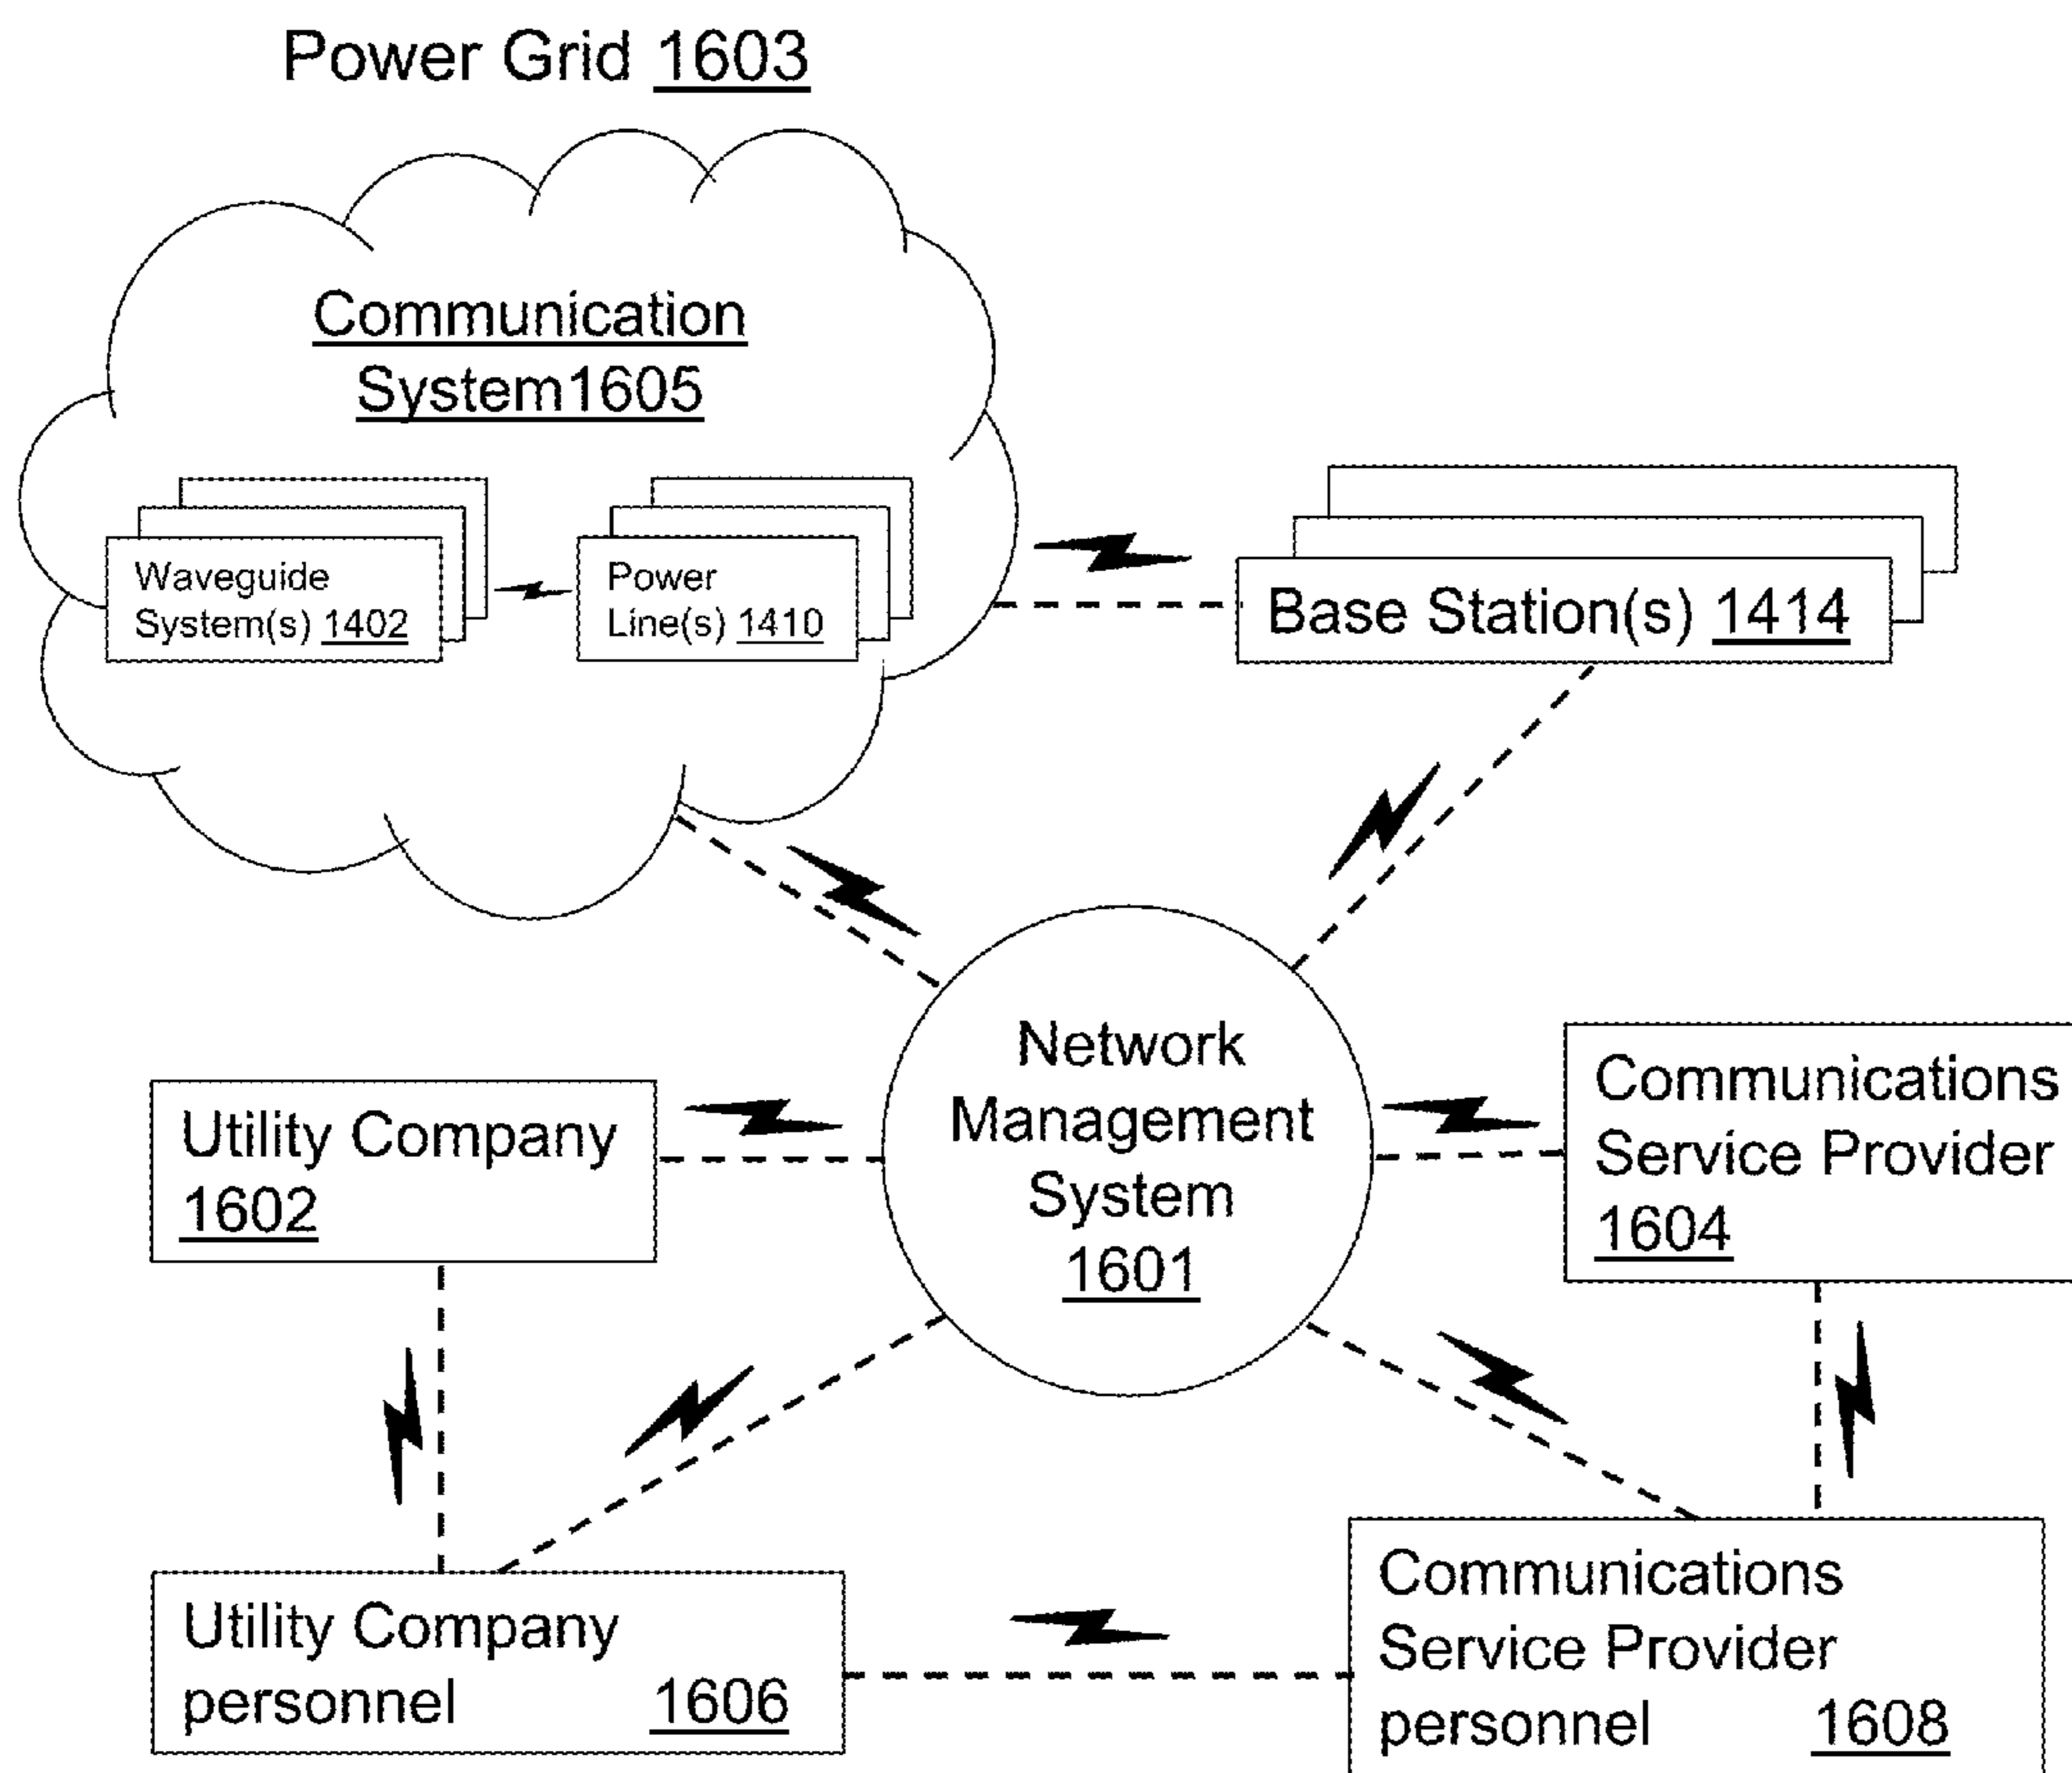 Power Grid 1603
Communication
System1605
Waveguide
System(s) 1402
Power
Line(s) 1410
Base Station(s) 1414
Network
Management
System
1601
Utility Company
1602
Communications
Service Provider
1604
Utility Company
personnel 1606
Communications
Service Provider
personnel 1608